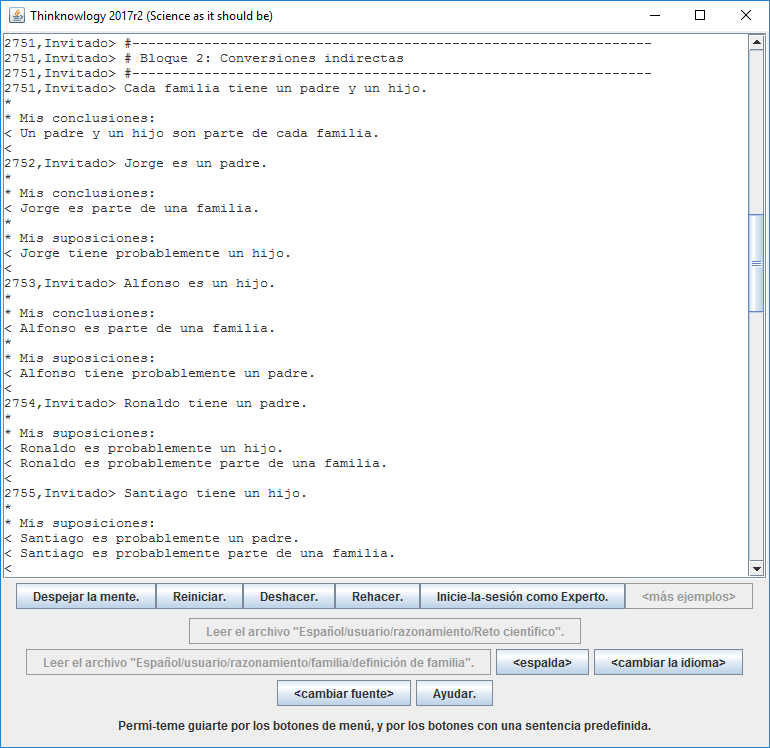 Thinknowlogy 2017r2 (Science as it should be)
2751,Invitado> #-----------------------------------------------------------------
2751,Invitado> # Bloque 2: Conversiones indirectas
2751,Invitado> #-----------------------------------------------------------------
2751,Invitado> Cada familia tiene un padre y un hijo.
*
* Mis conclusiones:
< Un padre y un hijo son parte de cada familia.
<
2752,Invitado> Jorge es un padre.
*
* Mis conclusiones:
< Jorge es parte de una familia.
*
* Mis suposiciones:
< Jorge tiene probablemente un hijo.
<
2753,Invitado> Alfonso es un hijo.
*
* Mis conclusiones:
< Alfonso es parte de una familia.
*
* Mis suposiciones:
< Alfonso tiene probablemente un padre.
<
2754,Invitado> Ronaldo tiene un padre.
*
* Mis suposiciones:
< Ronaldo es probablemente un hijo.
< Ronaldo es probablemente parte de una familia.
<
2755,Invitado> Santiago tiene un hijo.
*
* Mis suposiciones:
< Santiago es probablemente un padre.
< Santiago es probablemente parte de una familia.
<
Despejar la mente. Reiniciar. Deshacer. Rehacer. Inicie-la-sesión como Experto. <más ejemplos>
Leer el archivo "Español/usuario/razonamiento/Reto científico".
Leer el archivo "Español/usuario/razonamiento/familia/definición de familia". <espalda> <cambiar la idioma>
<cambiar fuente> Ayudar.
Permí-teme guiarte por los botones de menú, y por los botones con una sentencia predefinida.